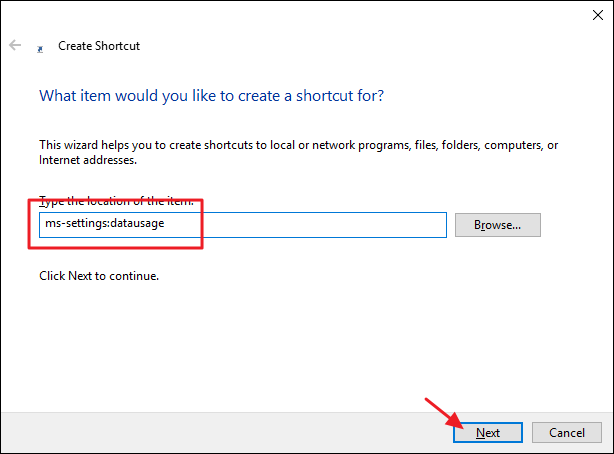 Create Shortcut
What item would you like to create a shortcut for?
This wizard helps you to create shortcuts to local or network programs, files, folders, computers, or
Internet addresses.
Type the location of the item:
ms-settings:datausage
Browse...
Click Next to continue.
Next
Cancel